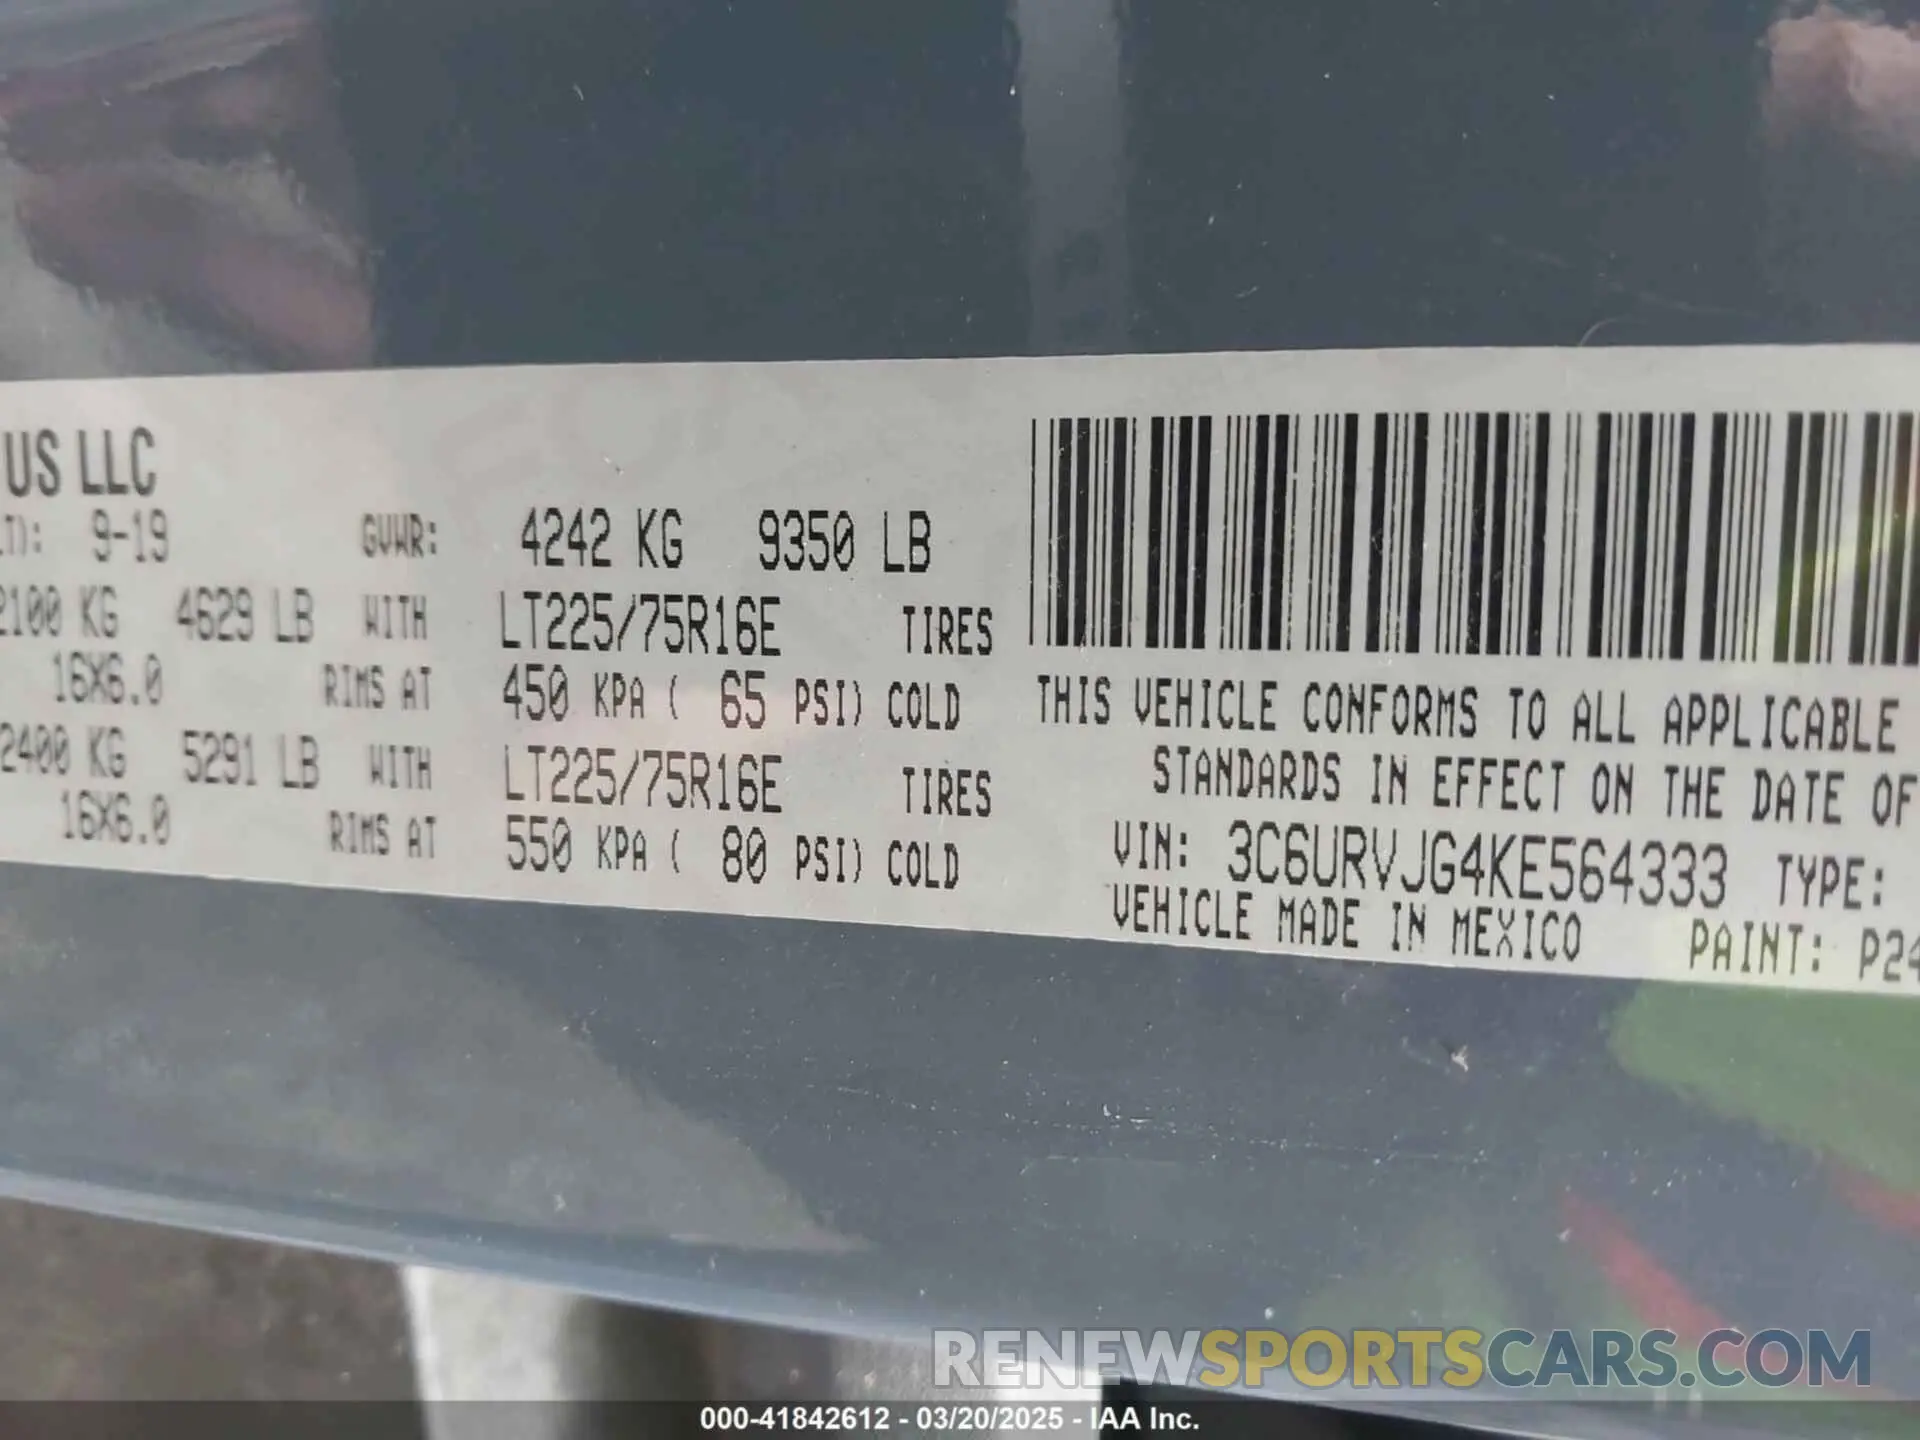 US LLC
LT): 9-19 GVWR: 4242 KG 9350 LB
2100 KG 4629 LB WITH LT225/75R16E TIRES
16X6.0 RIMS AT 450 KPA ( 65 PSI) COLD
2400 KG 5291 LB WITH LT225/75R16E TIRES
16X6.0 RIMS AT 550 KPA ( 80 PSI) COLD
THIS VEHICLE CONFORMS TO ALL APPLICABLE
STANDARDS IN EFFECT ON THE DATE OF
VIN: 3C6URVJG4KE564333 TYPE:
VEHICLE MADE IN MEXICO PAINT: P24
RENEWSPORTSCARS.COM
000-41842612 - 03/20/2025 - IAA Inc.